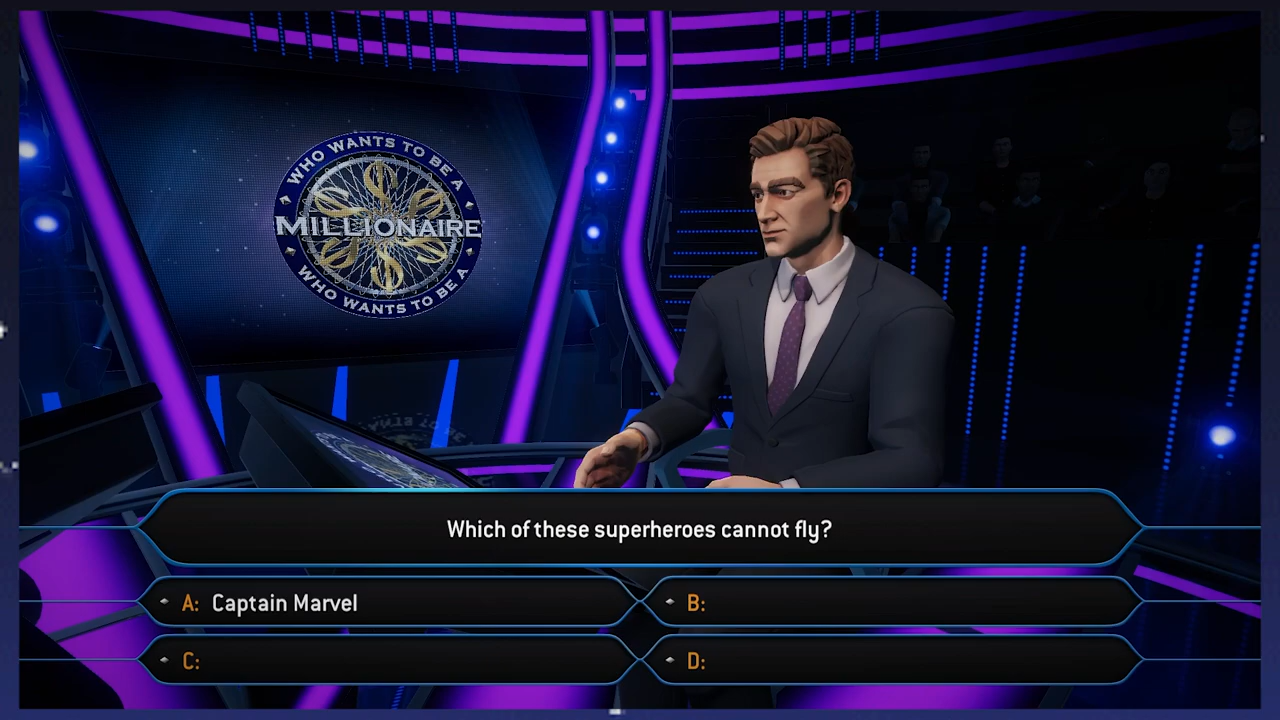 WHO WANTS TO BE A
MILLIONAIRE
WHO WANTS TO BE A
Which of these superheroes cannot fly?
A: Captain Marvel
B:
C:
D: